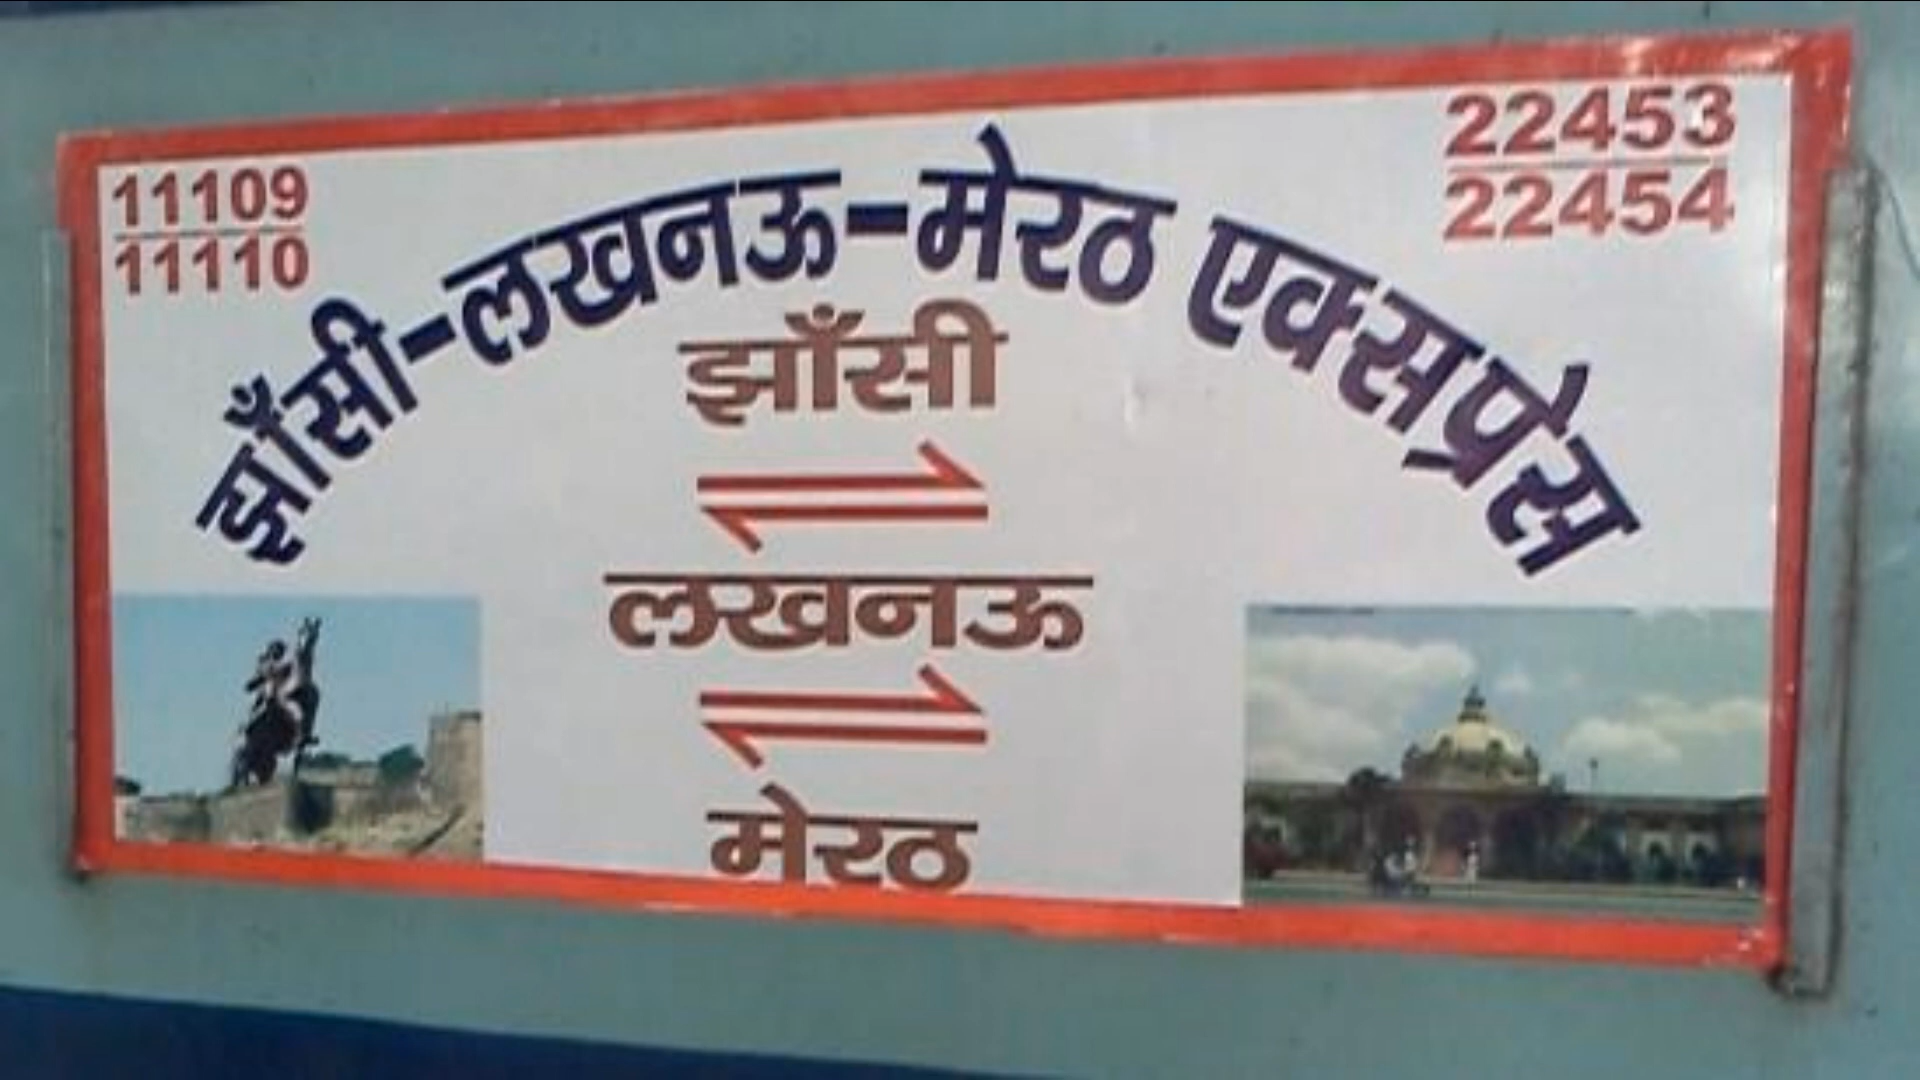 11109
11110
22453
22454
झाँसी-लखनऊ-मेरठ एक्सप्रेस
झाँसी
लखनऊ
मेरठ